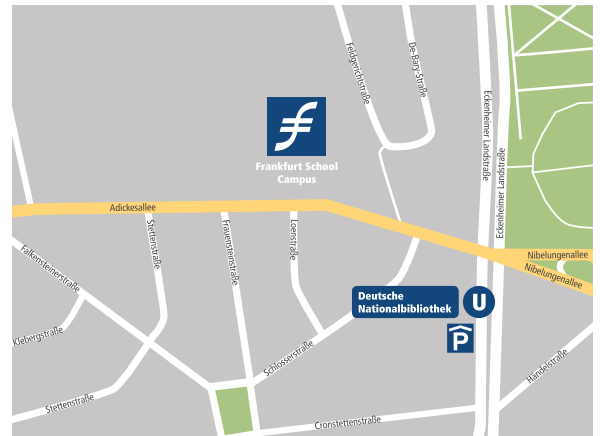 Feldgerichtstraße
De-Bary-Straße
Eckenheimer Landstraße
Eckenheimer Landstraße
Frankfurt School
Campus
Adickesallee
Stettenstraße
Frauensteinstraße
Loenstraße
Falkensteinerstraße
Nibelungenallee
Nibelungenallee
Deutsche
Nationalbibliothek
U
P
Klebergstraße
Schlosserstraße
Händelstraße
Stettenstraße
Cronstettenstraße